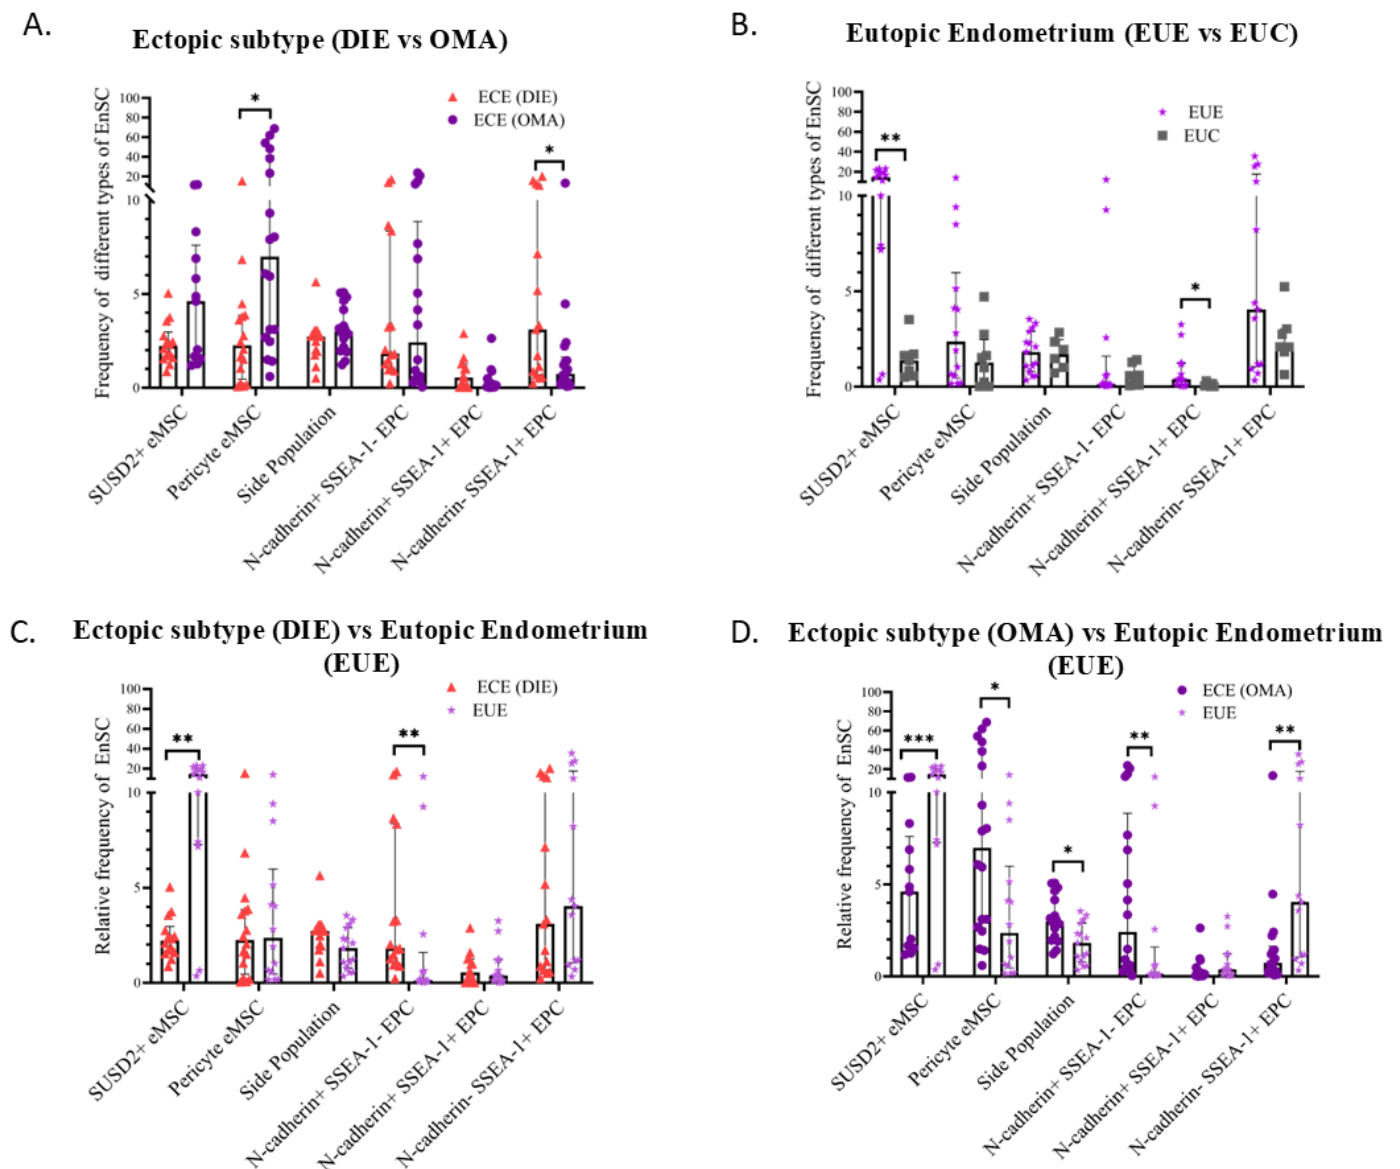 A.
Ectopic subtype (DIE vs OMA)
Frequency of different types of EnSC
100
80
60
40
20
10
5
0
*
*
ECE (DIE)
ECE (OMA)
SUSD2+ eMSC
Pericyte eMSC
Side Population
N-cadherin+ SSEA-1- EPC
N-cadherin+ SSEA-1+ EPC
N-cadherin- SSEA-1+ EPC
B.
Eutopic Endometrium (EUE vs EUC)
Frequency of different types of EnSC
100
80
60
40
20
10
5
0
**
*
EUE
EUC
SUSD2+ eMSC
Pericyte eMSC
Side Population
N-cadherin+ SSEA-1- EPC
N-cadherin+ SSEA-1+ EPC
N-cadherin- SSEA-1+ EPC
C.
Ectopic subtype (DIE) vs Eutopic Endometrium
(EUE)
Relative frequency of EnSC
100
80
60
40
20
10
5
0
**
**
ECE (DIE)
EUE
SUSD2+ eMSC
Pericyte eMSC
Side Population
N-cadherin+ SSEA-1- EPC
N-cadherin+ SSEA-1+ EPC
N-cadherin- SSEA-1+ EPC
D.
Ectopic subtype (OMA) vs Eutopic Endometrium
(EUE)
Relative frequency of EnSC
100
80
60
40
20
10
5
0
***
*
*
**
**
ECE (OMA)
EUE
SUSD2+ eMSC
Pericyte eMSC
Side Population
N-cadherin+ SSEA-1- EPC
N-cadherin+ SSEA-1+ EPC
N-cadherin- SSEA-1+ EPC